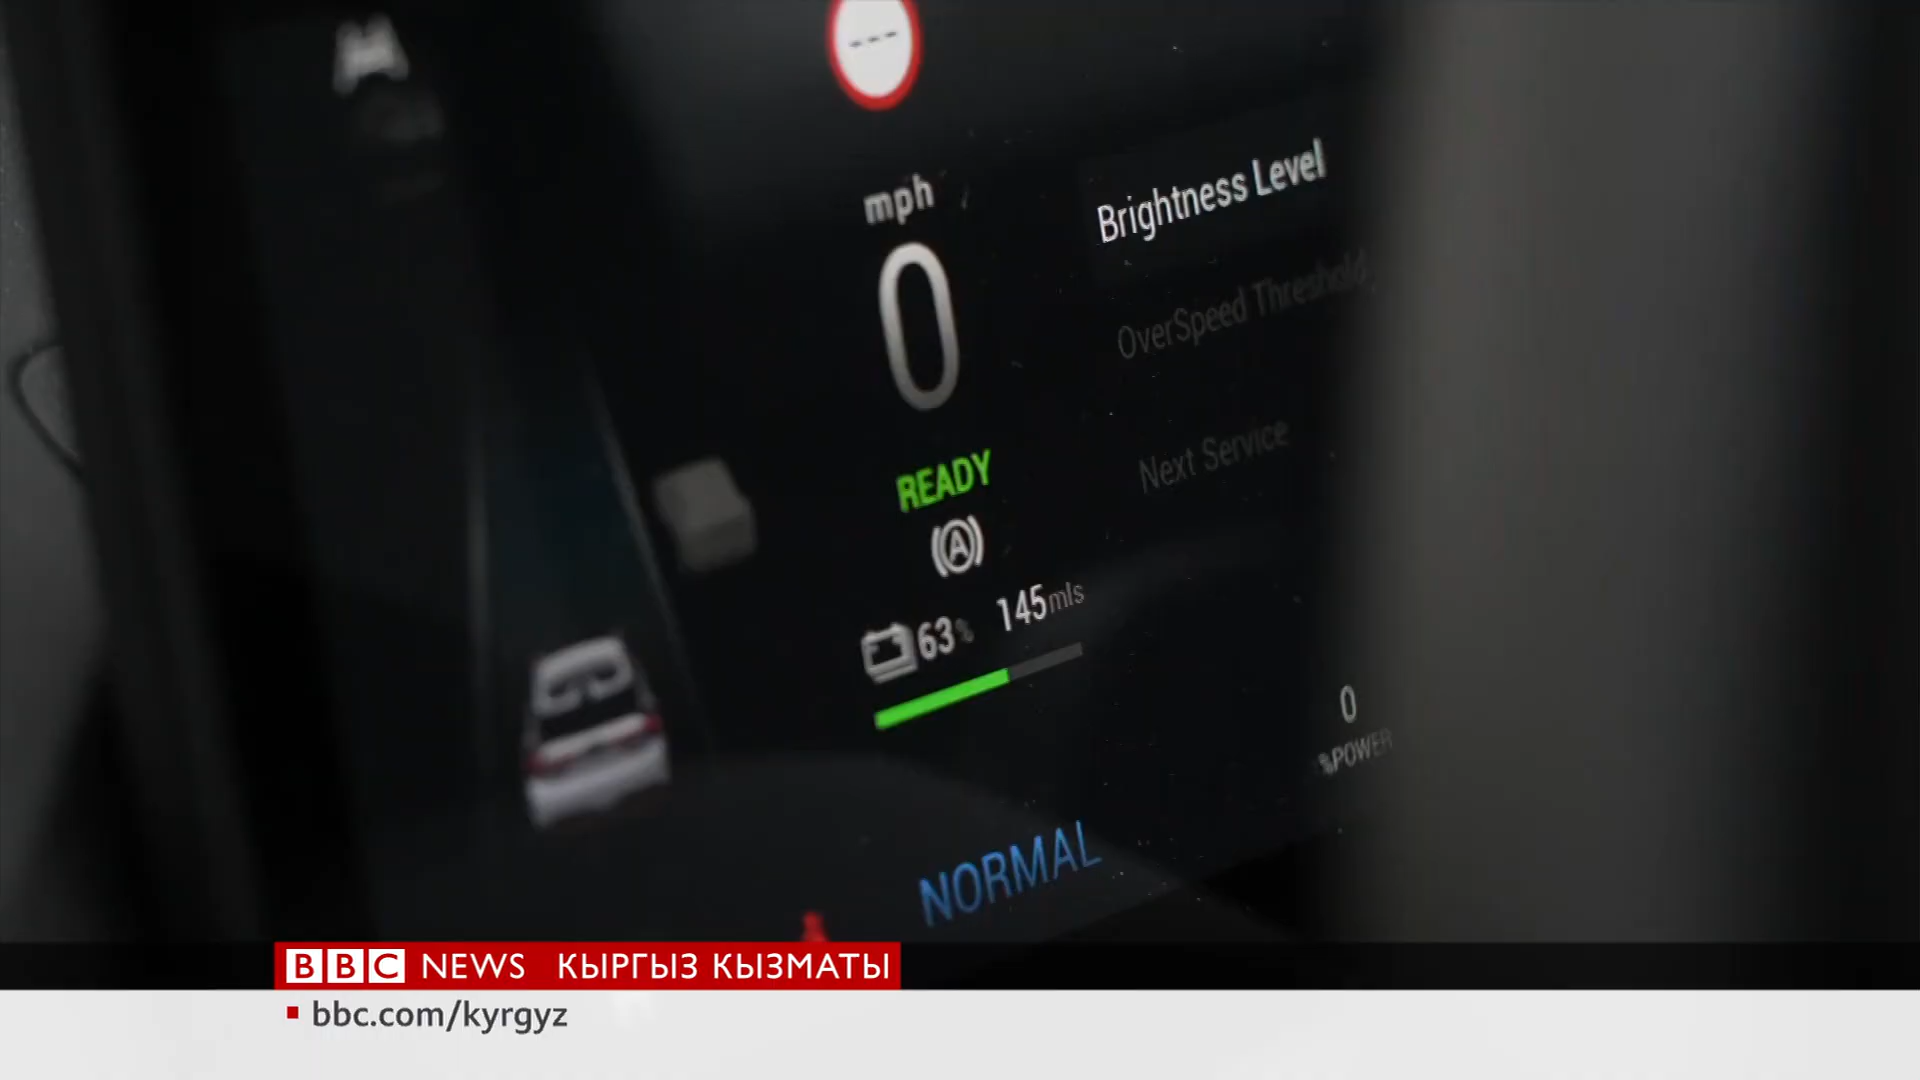 mph
0
Brightness Level
OverSpeed Threshold
Next Service
READY
(A)
63% 145mls
0
%POWER
NORMAL
BBC NEWS КЫРГЫЗ КЫЗМАТЫ
bbc.com/kyrgyz